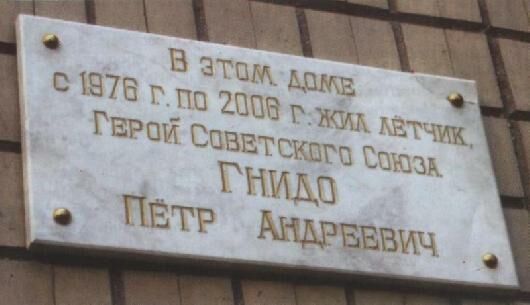 В ЭТОМ ДОМЕ
С 1976 Г. ПО 2006 Г. ЖИЛ ЛЁТЧИК,
ГЕРОЙ СОВЕТСКОГО СОЮЗА
ГНИДО
ПЁТР АНДРЕЕВИЧ